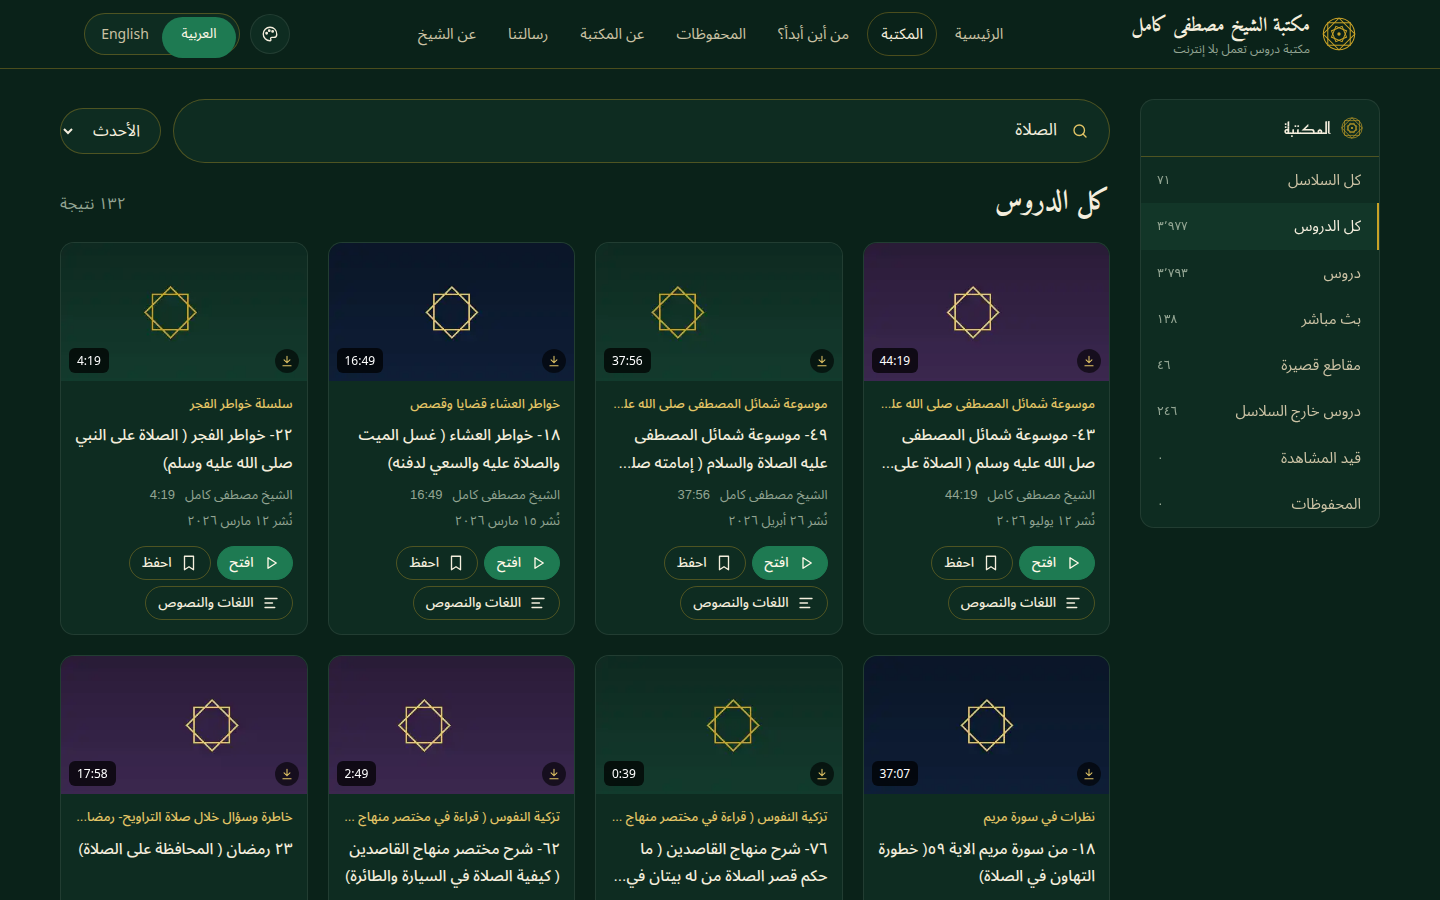 مكتبة الشيخ مصطفى كامل
مكتبة دروس تعمل بلا إنترنت
الرئيسية
المكتبة
من أين أبدأ؟
المحفوظات
عن المكتبة
رسالتنا
عن الشيخ
العربية
English
المكتبة
كل السلاسل ٧١
كل الدروس ٣٬٩٧٧
دروس ٣٬٧٩٣
بث مباشر ١٣٨
مقاطع قصيرة ٤٦
دروس خارج السلاسل ٢٤٦
قيد المشاهدة ٠
المحفوظات ٠
الصلاة
الأحدث
كل الدروس
١٣٢ نتيجة
44:19
موسوعة شمائل المصطفى صلى الله علـ...
٤٣- موسوعة شمائل المصطفى
صل الله عليه وسلم ( الصلاة على...
الشيخ مصطفى كامل 44:19
نُشر ١٢ يوليو ٢٠٢٦
افتح
احفظ
اللغات والنصوص
37:56
موسوعة شمائل المصطفى صلى الله علـ...
٤٩- موسوعة شمائل المصطفى
عليه الصلاة والسلام ( إمامته صلـ...
الشيخ مصطفى كامل 37:56
نُشر ٢٦ أبريل ٢٠٢٦
افتح
احفظ
اللغات والنصوص
16:49
خواطر العشاء قضايا وقصص
١٨- خواطر العشاء ( غسل الميت
والصلاة عليه والسعي لدفنه)
الشيخ مصطفى كامل 16:49
نُشر ١٥ مارس ٢٠٢٦
افتح
احفظ
اللغات والنصوص
4:19
سلسلة خواطر الفجر
٢٢- خواطر الفجر ( الصلاة على النبي
صلى الله عليه وسلم)
الشيخ مصطفى كامل 4:19
نُشر ١٢ مارس ٢٠٢٦
افتح
احفظ
اللغات والنصوص
37:07
نظرات في سورة مريم
١٨- من سورة مريم الاية ٥٩( خطورة
التهاون في الصلاة)
0:39
تزكية النفوس ( قراءة في مختصر منهاج ...
٧٦- شرح منهاج القاصدين ( ما
حكم قصر الصلاة من له بيتان في...
2:49
تزكية النفوس ( قراءة في مختصر منهاج ...
٦٢- شرح مختصر منهاج القاصدين
( كيفية الصلاة في السيارة والطائرة)
17:58
خاطرة وسؤال خلال صلاة التراويح- رمضا...
٢٣ رمضان ( المحافظة على الصلاة)